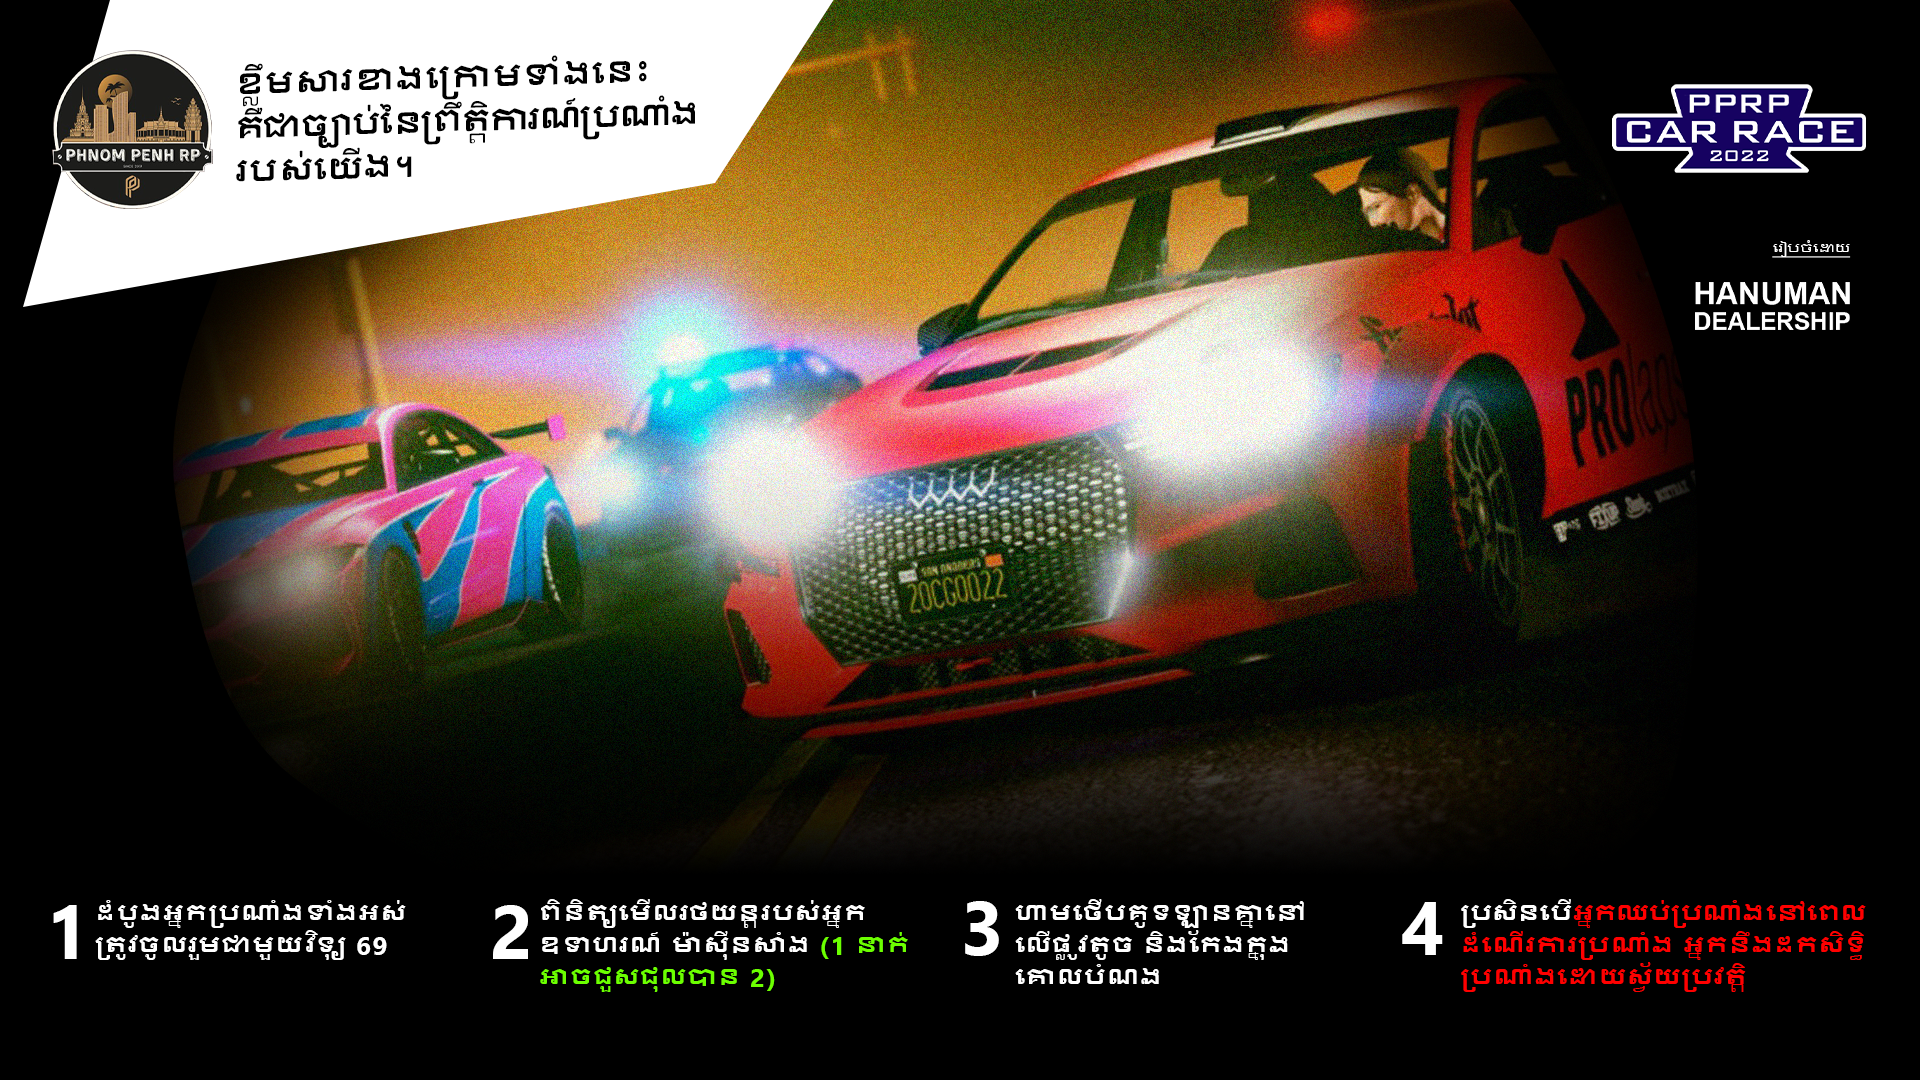 ខ្លឹមសារខាងក្រោមទាំងនេះ
គឺជាច្បាប់នៃព្រឹត្តិការណ៍ប្រណាំង
របស់យើង។
PHNOM PENH RP
PPRP
CAR RACE
2022
រៀបចំដោយ
HANUMAN
DEALERSHIP
PROlaps
SAN ANDREAS
20CG0022
1 ដំបូងអ្នកប្រណាំងទាំងអស់
ត្រូវចូលរួមជាមួយវិទ្យុ 69
2 ពិនិត្យមើលរថយន្តរបស់អ្នក
ឧទាហរណ៍ ម៉ាស៊ីនសាំង (1 នាក់
អាចជួសជុលបាន 2)
3 ហាមថើបគូទឡានគ្នានៅ
លើផ្លូវតូច និងកែងក្នុង
គោលបំណង
4 ប្រសិនបើអ្នកឈប់ប្រណាំងនៅពេល
ដំណើរការប្រណាំង អ្នកនឹងដកសិទ្ធិ
ប្រណាំងដោយស្វ័យប្រវត្តិ